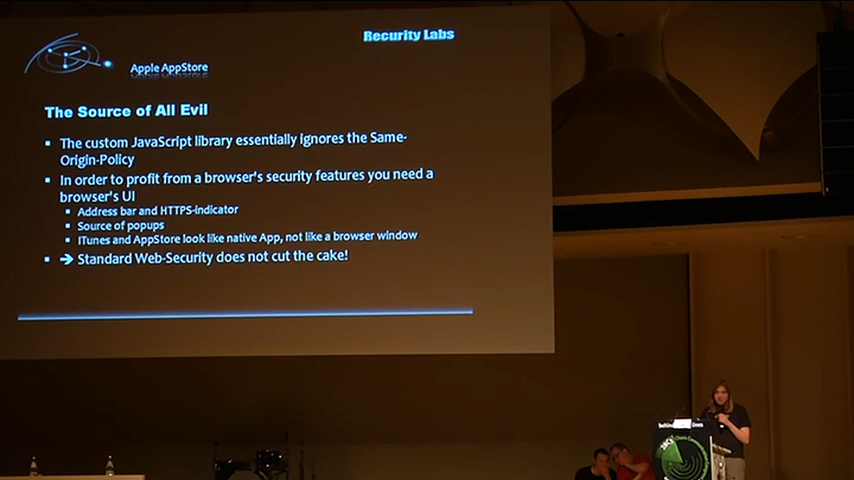 Recurity Labs
Apple AppStore
The Source of All Evil
The custom JavaScript library essentially ignores the Same-
Origin-Policy
In order to profit from a browser's security features you need a
browser's UI
Address bar and HTTPS-indicator
Source of popups
ITunes and AppStore look like native App, not like a browser window
➔ Standard Web-Security does not cut the cake!
behind
lines